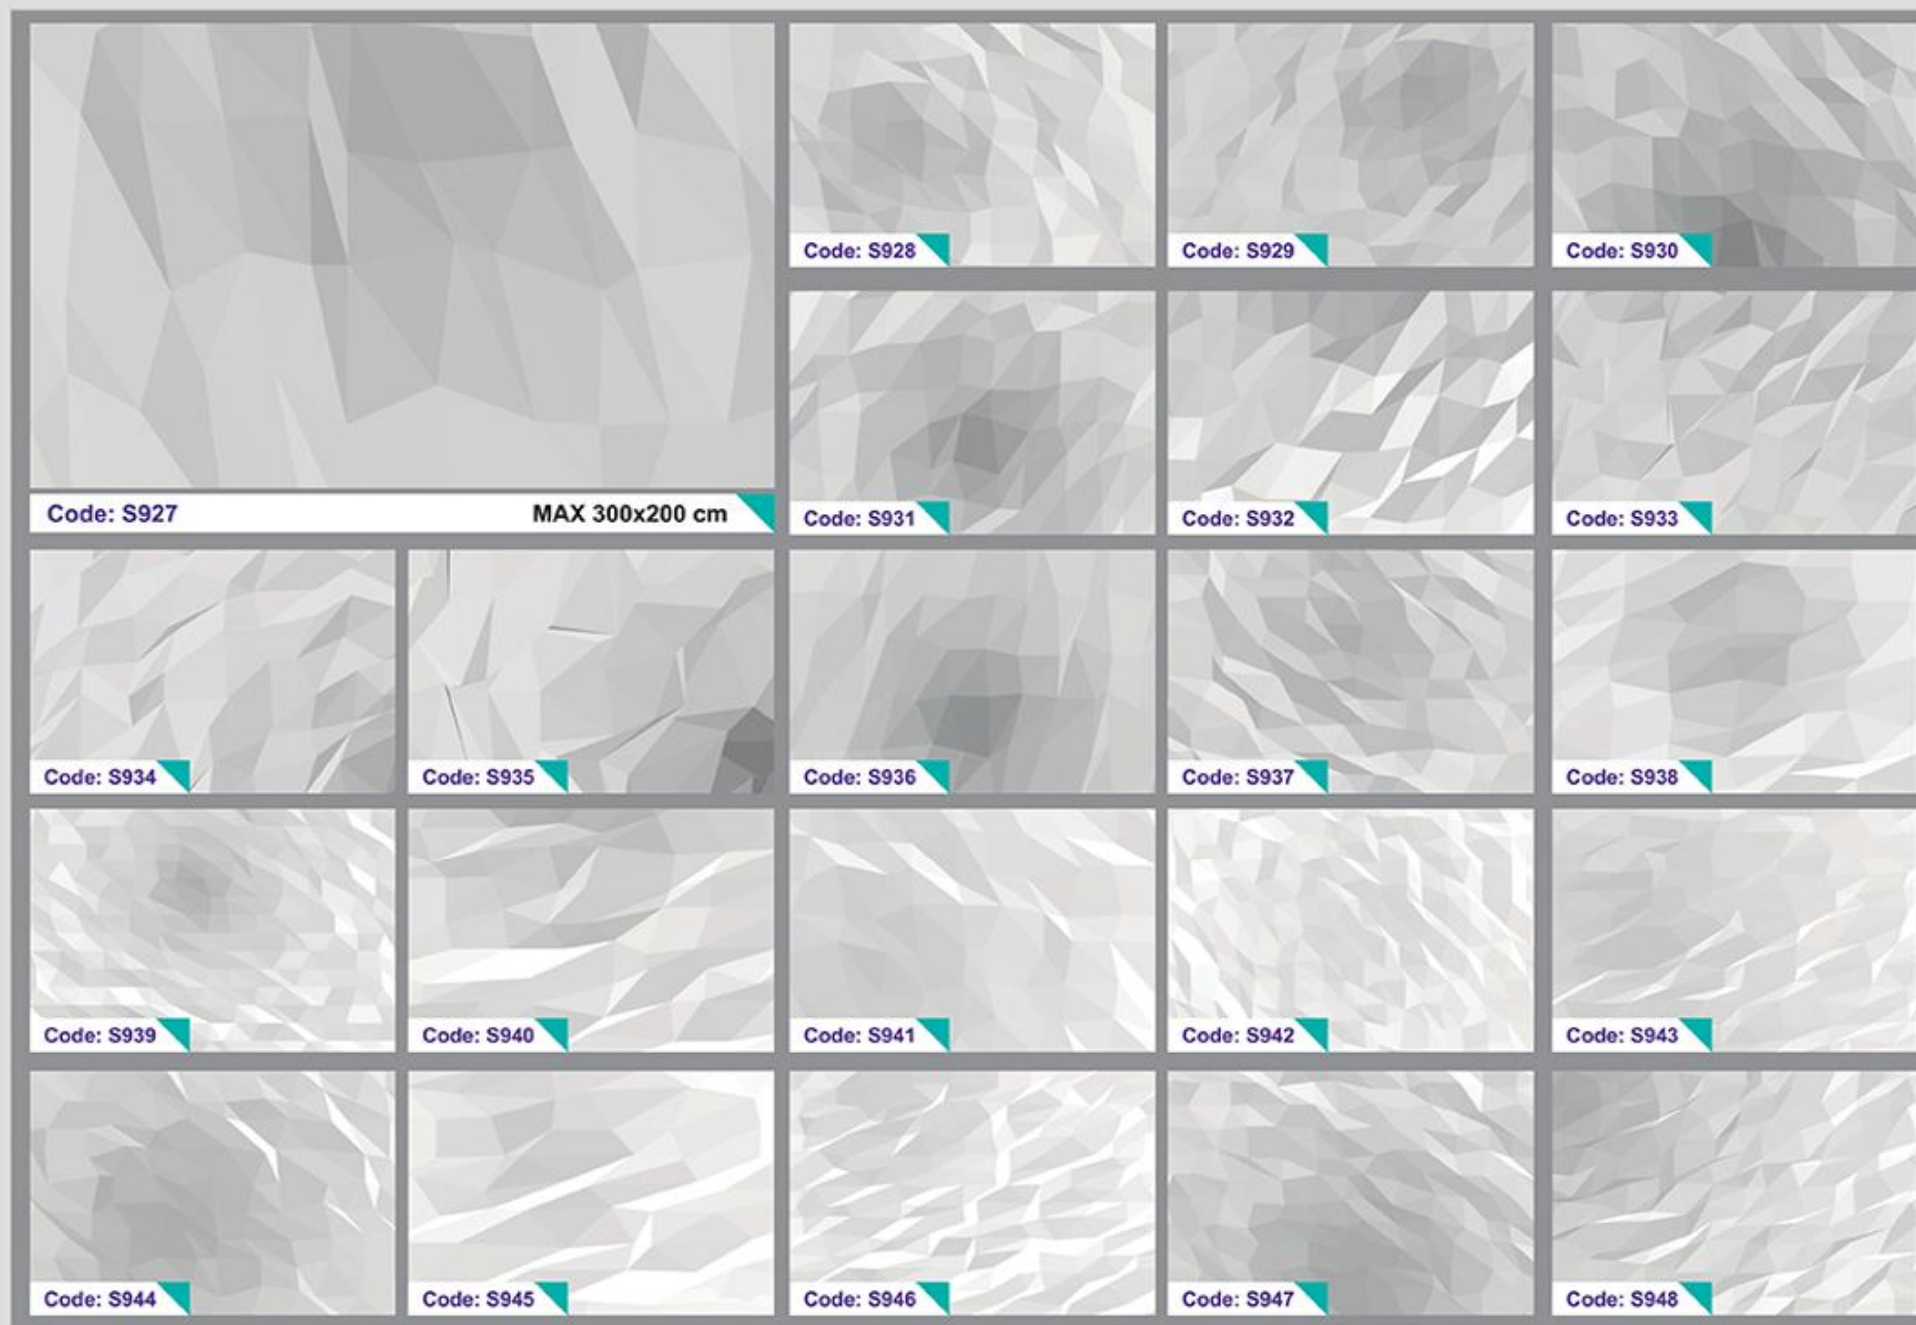 Code: S928
Code: S929
Code: S930
Code: S927 MAX 300x200 cm
Code: S931
Code: S932
Code: S933
Code: S934
Code: S935
Code: S936
Code: S937
Code: S938
Code: S939
Code: S940
Code: S941
Code: S942
Code: S943
Code: S944
Code: S945
Code: S946
Code: S947
Code: S948